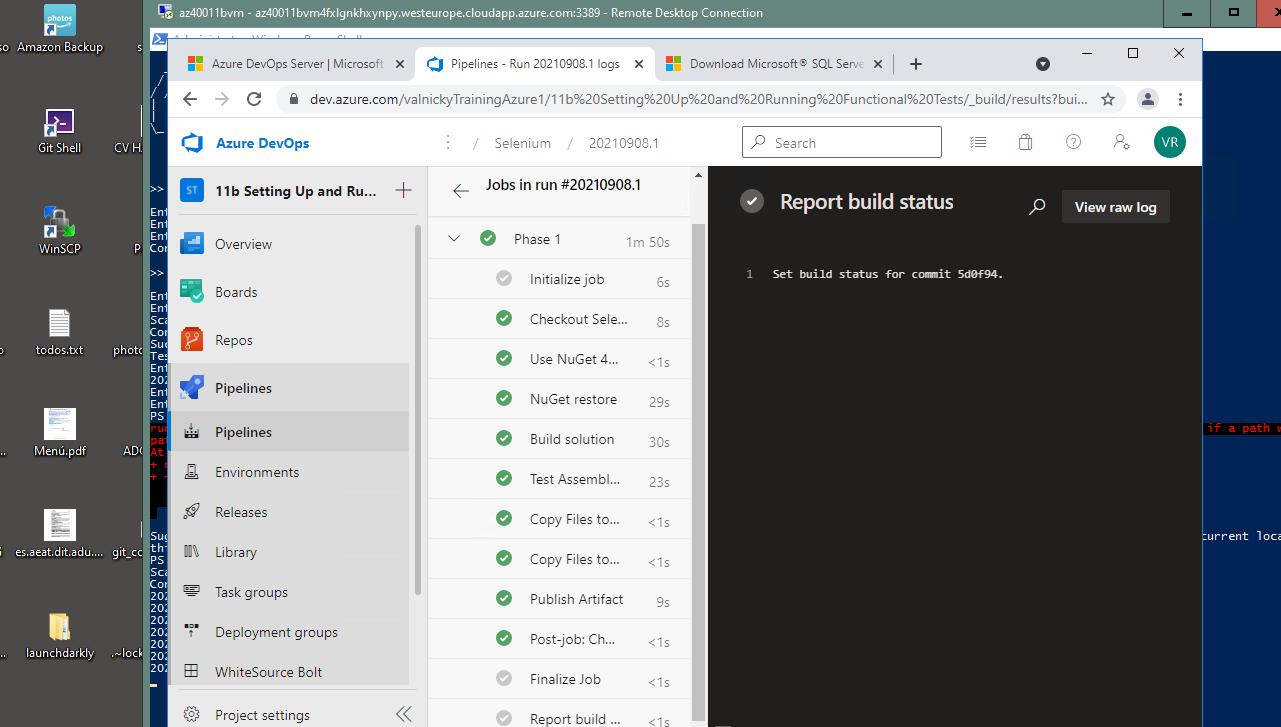 az40011bvm - az40011bvm4fxlgnkhxynpy.westeurope.cloudapp.azure.com:3389 - Remote Desktop Connection
photos
Amazon Backup
Git Shell
CV H
WinSCP
todos.txt
photo
Menú.pdf
ADO
es.aeat.dit.adu....
git_cc
launchdarkly
.~lock
Azure DevOps Server | Microsoft
Pipelines - Run 20210908.1 logs
Download Microsoft® SQL Serve
dev.azure.com/valnickyTrainingAzure1/11b%20Setting%20Up%20and%20Running%20Functional%20Tests/_build/results?bui...
Azure DevOps
/ Selenium / 20210908.1
Search
VR
ST
11b Setting Up and Ru...
Overview
Boards
Repos
Pipelines
Pipelines
Environments
Releases
Library
Task groups
Deployment groups
WhiteSource Bolt
Project settings
Jobs in run #20210908.1
Phase 1 1m 50s
Initialize job 6s
Checkout Sele... 8s
Use NuGet 4... <1s
NuGet restore 29s
Build solution 30s
Test Assembl... 23s
Copy Files to... <1s
Copy Files to... <1s
Publish Artifact 9s
Post-job: Ch... <1s
Finalize Job <1s
Report build ... <1s
Report build status
View raw log
1 Set build status for commit 5d0f94.
if a path w
current loca